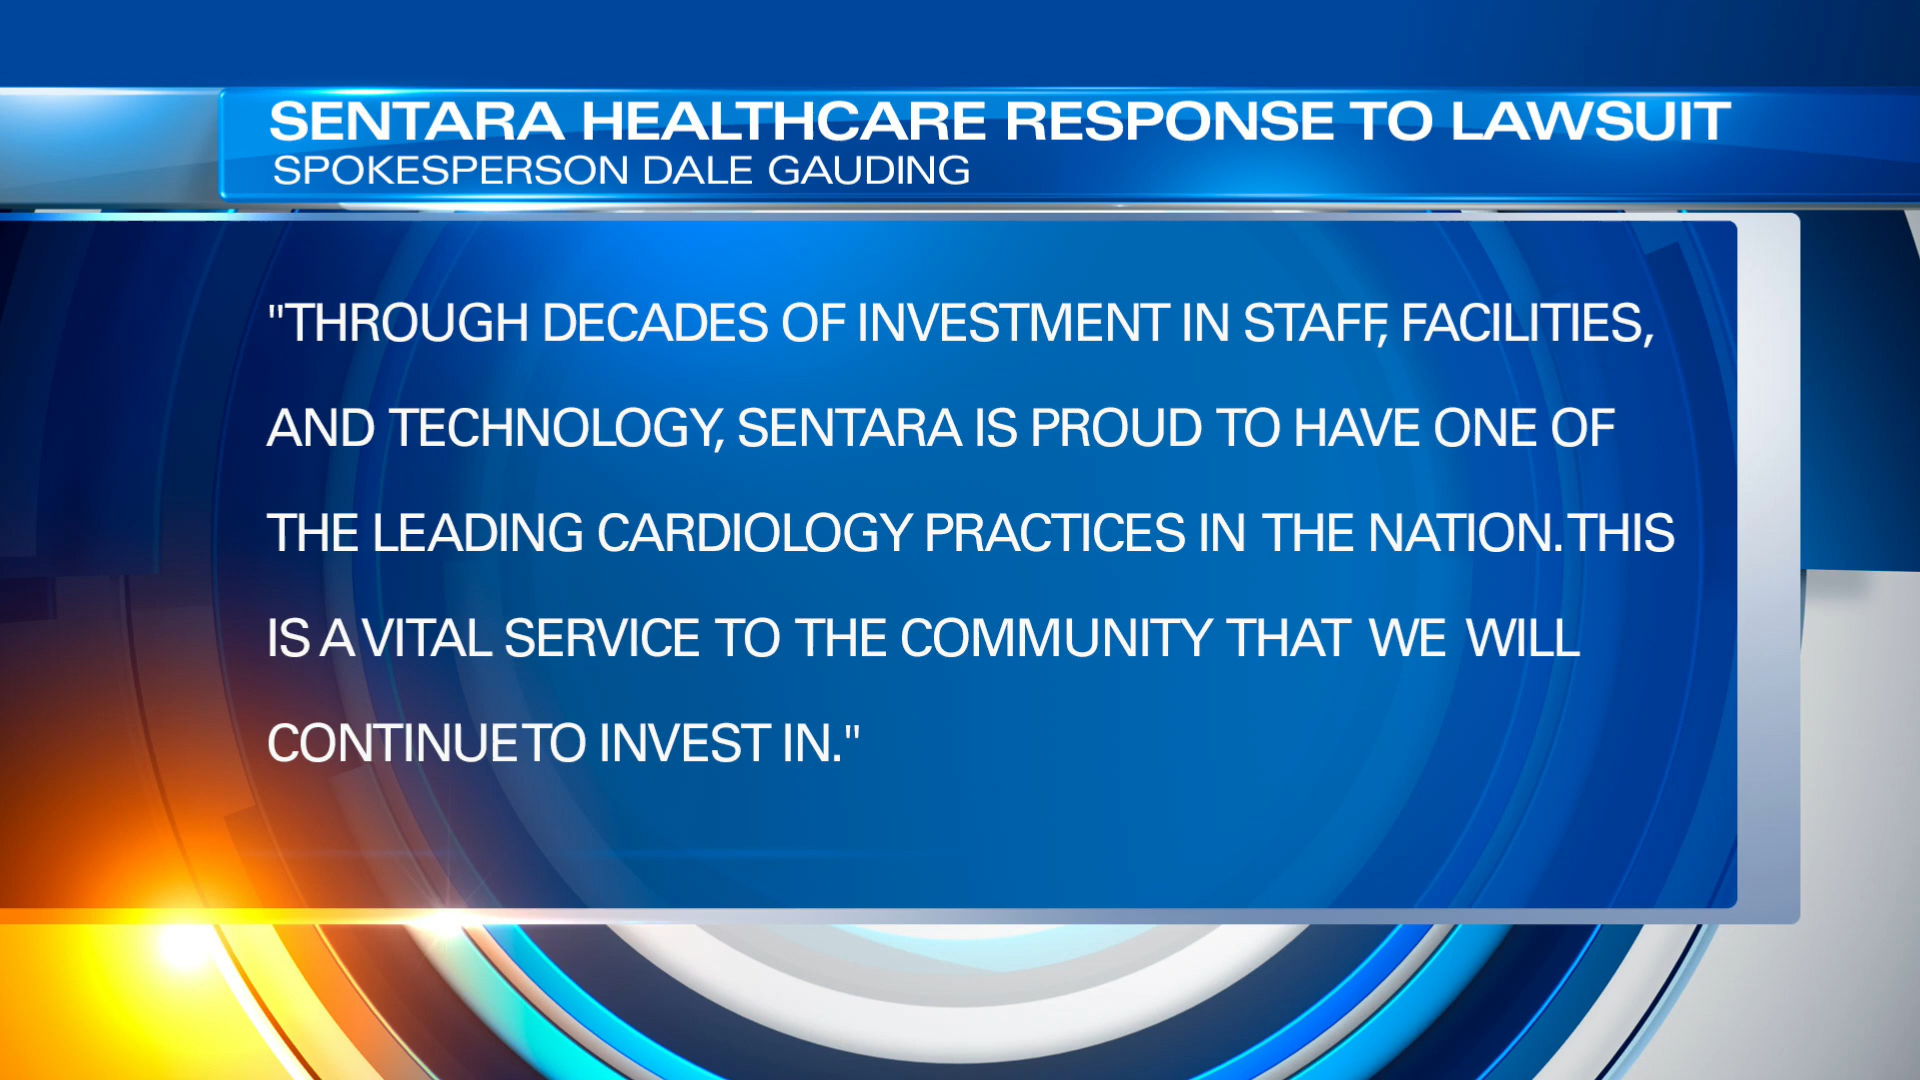 SENTARA HEALTHCARE RESPONSE TO LAWSUIT
SPOKESPERSON DALE GAUDING
"THROUGH DECADES OF INVESTMENT IN STAFF, FACILITIES,
AND TECHNOLOGY, SENTARA IS PROUD TO HAVE ONE OF
THE LEADING CARDIOLOGY PRACTICES IN THE NATION. THIS
IS A VITAL SERVICE TO THE COMMUNITY THAT WE WILL
CONTINUE TO INVEST IN."